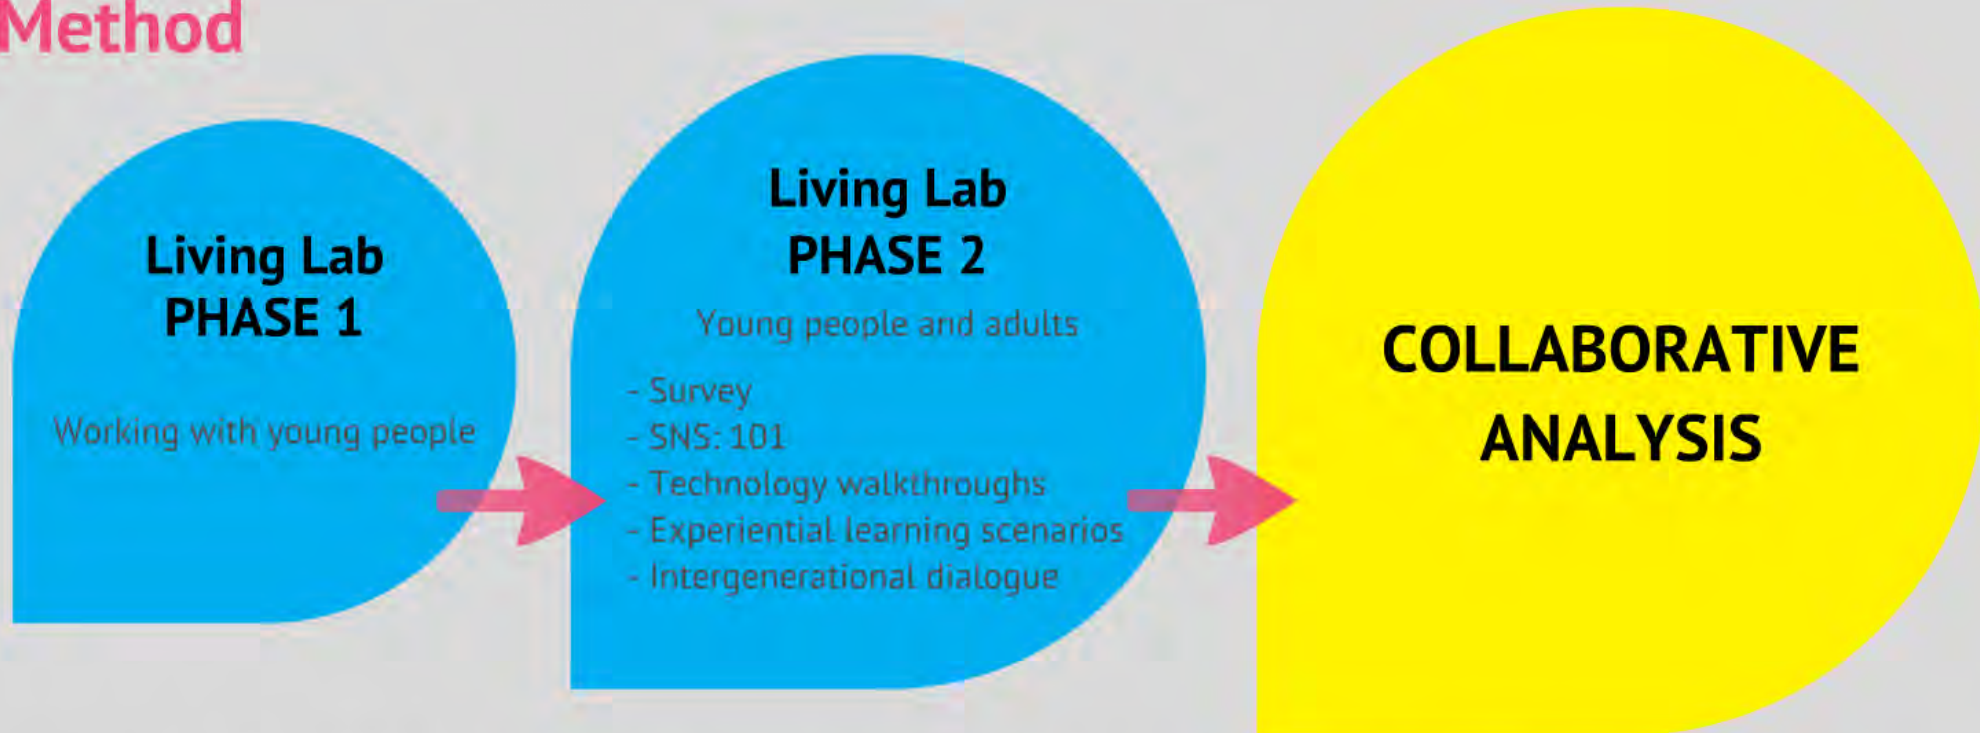 Method
Living Lab
PHASE 1
Working with young people
Living Lab
PHASE 2
Young people and adults
- Survey
- SNS: 101
- Technology walkthroughs
- Experiential learning scenarios
- Intergenerational dialogue
COLLABORATIVE
ANALYSIS